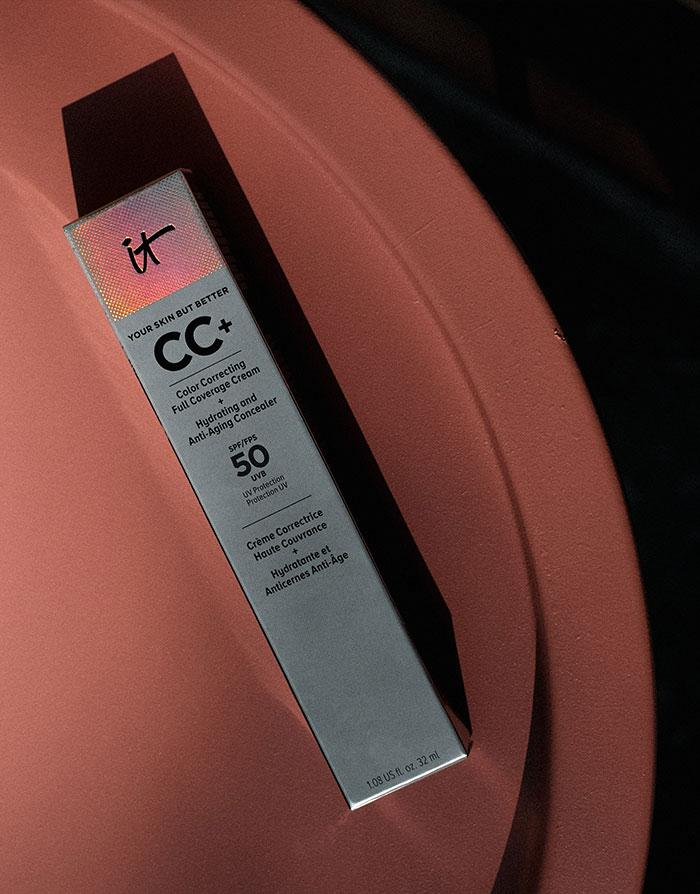 it
YOUR SKIN BUT BETTER
CC+
Color Correcting
Full Coverage Cream
+
Hydrating and
Anti-Aging Concealer
SPF/FPS
50
UVB
UV Protection
Protection UV
Crème Correctrice
Haute Couvrance
+
Hydratante et
Anticernes Anti-Âge
1.08 US fl. oz. 32 ml